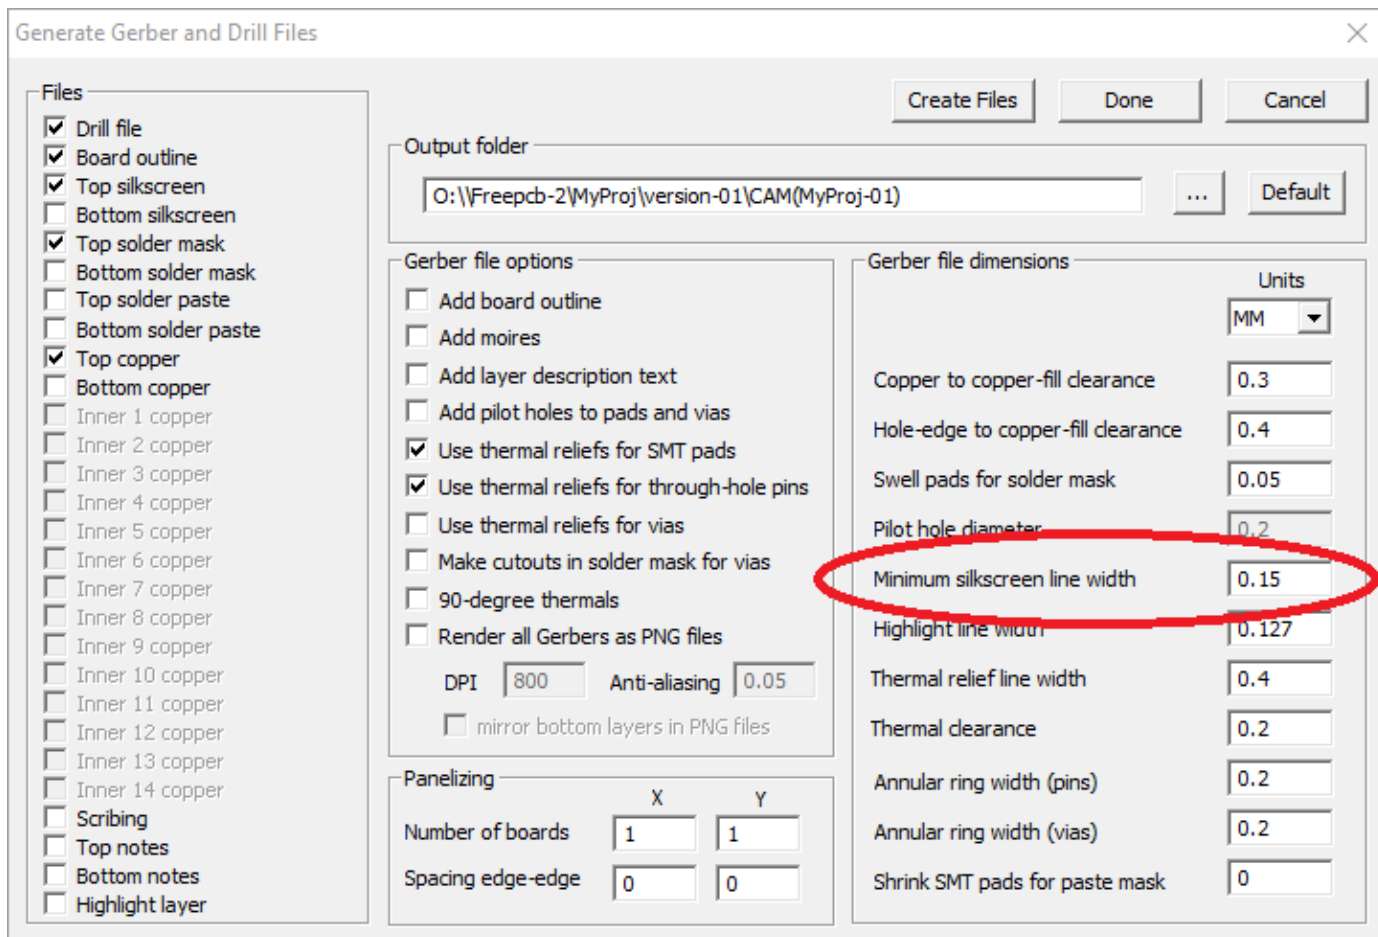 Generate Gerber and Drill Files
Create Files
Done
Cancel
Files
Drill file
Board outline
Top silkscreen
Bottom silkscreen
Top solder mask
Bottom solder mask
Top solder paste
Bottom solder paste
Top copper
Bottom copper
Inner 1 copper
Inner 2 copper
Inner 3 copper
Inner 4 copper
Inner 5 copper
Inner 6 copper
Inner 7 copper
Inner 8 copper
Inner 9 copper
Inner 10 copper
Inner 11 copper
Inner 12 copper
Inner 13 copper
Inner 14 copper
Scribing
Top notes
Bottom notes
Highlight layer
Output folder
O:\\Freepcb-2\MyProj\version-01\CAM(MyProj-01)
...
Default
Gerber file options
Add board outline
Add moires
Add layer description text
Add pilot holes to pads and vias
Use thermal reliefs for SMT pads
Use thermal reliefs for through-hole pins
Use thermal reliefs for vias
Make cutouts in solder mask for vias
90-degree thermals
Render all Gerbers as PNG files
DPI 800 Anti-aliasing 0.05
mirror bottom layers in PNG files
Panelizing
X Y
Number of boards 1 1
Spacing edge-edge 0 0
Gerber file dimensions
Units
MM
Copper to copper-fill clearance 0.3
Hole-edge to copper-fill clearance 0.4
Swell pads for solder mask 0.05
Pilot hole diameter 0.2
Minimum silkscreen line width 0.15
Highlight line width 0.127
Thermal relief line width 0.4
Thermal clearance 0.2
Annular ring width (pins) 0.2
Annular ring width (vias) 0.2
Shrink SMT pads for paste mask 0